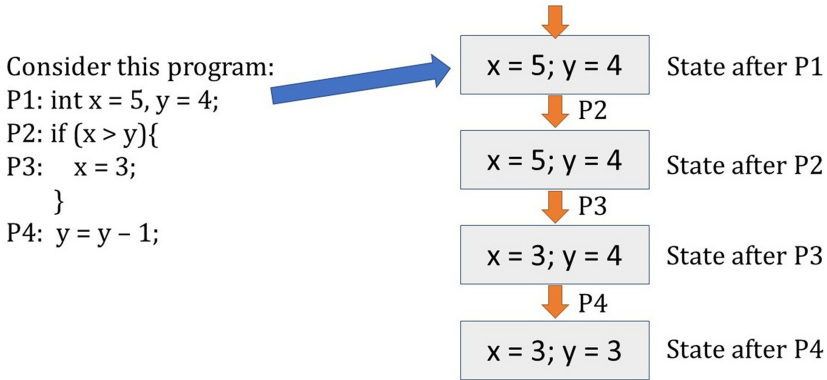 Consider this program:
P1: int x = 5, y = 4;
P2: if (x > y){
P3: x = 3;
}
P4: y = y – 1;
x = 5; y = 4
State after P1
P2
x = 5; y = 4
State after P2
P3
x = 3; y = 4
State after P3
P4
x = 3; y = 3
State after P4